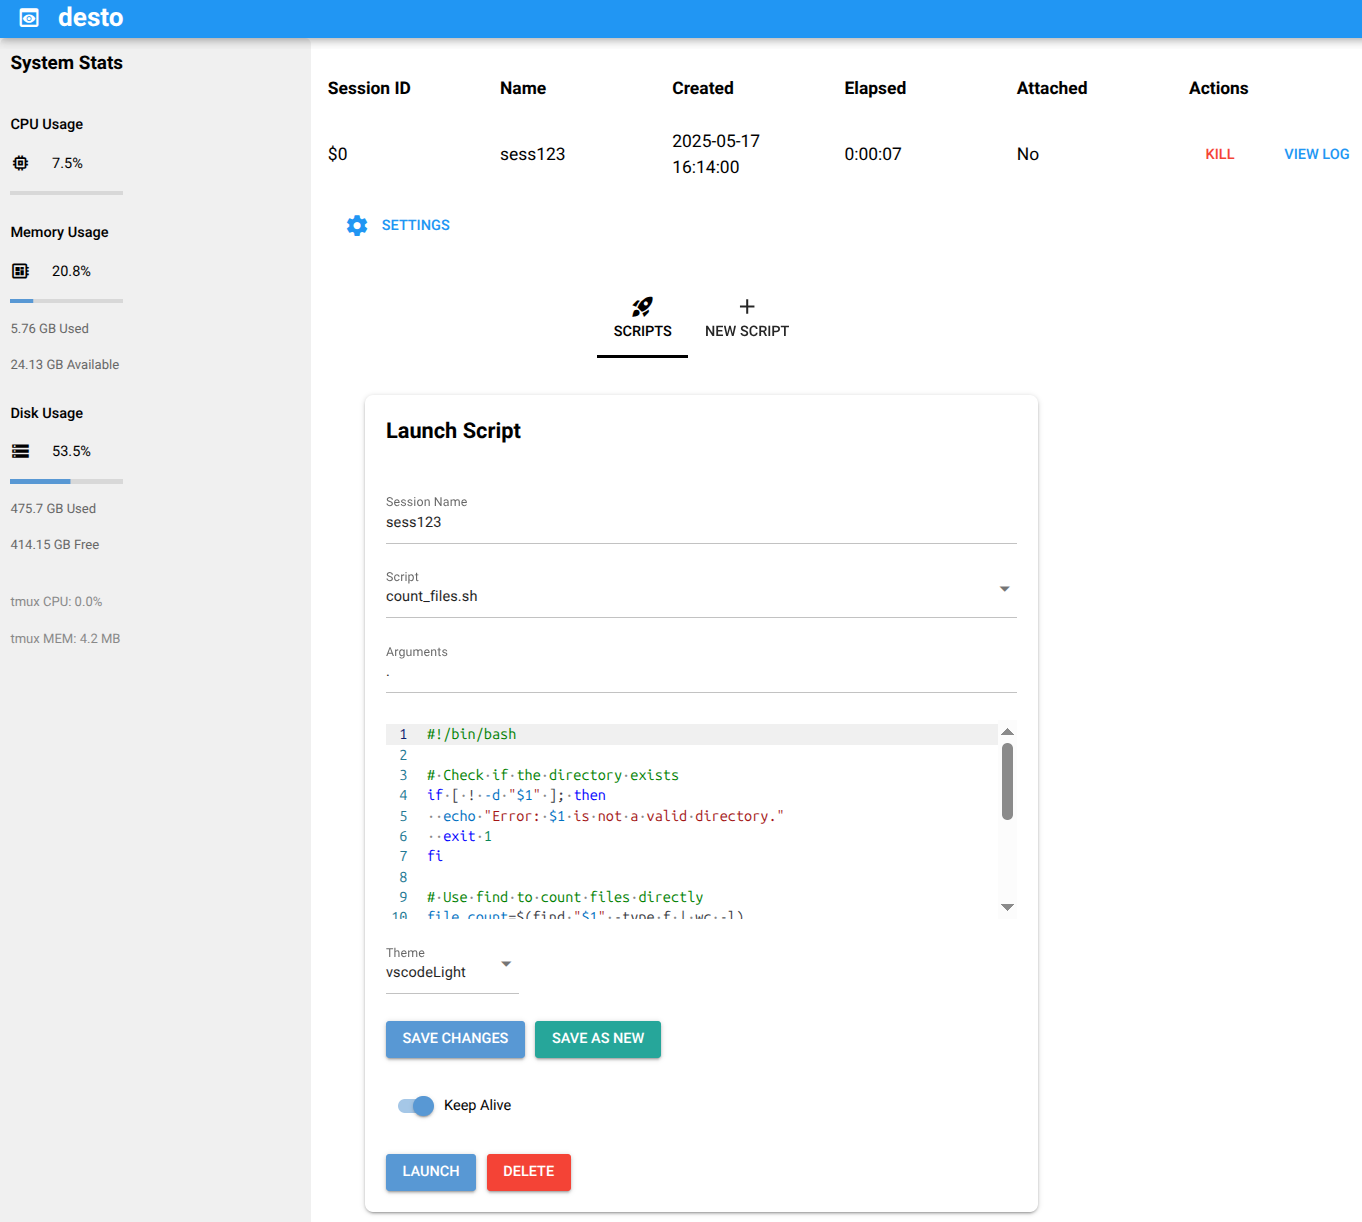 desto
System Stats
CPU Usage
7.5%
Memory Usage
20.8%
5.76 GB Used
24.13 GB Available
Disk Usage
53.5%
475.7 GB Used
414.15 GB Free
tmux CPU: 0.0%
tmux MEM: 4.2 MB
Session ID Name Created Elapsed Attached Actions
$0 sess123 2025-05-17 16:14:00 0:00:07 No KILL VIEW LOG
SETTINGS
SCRIPTS NEW SCRIPT
Launch Script
Session Name
sess123
Script
count_files.sh
Arguments
.
1 #!/bin/bash
2
3 #·Check·if·the·directory·exists
4 if·[·!·-d·"$1"·];·then
5 ··echo·"Error:·$1·is·not·a·valid·directory."
6 ··exit·1
7 fi
8
9 #·Use·find·to·count·files·directly
10 file_count=$(find·"$1"·-type·f·|·wc·-l)
Theme
vscodeLight
SAVE CHANGES SAVE AS NEW
Keep Alive
LAUNCH DELETE